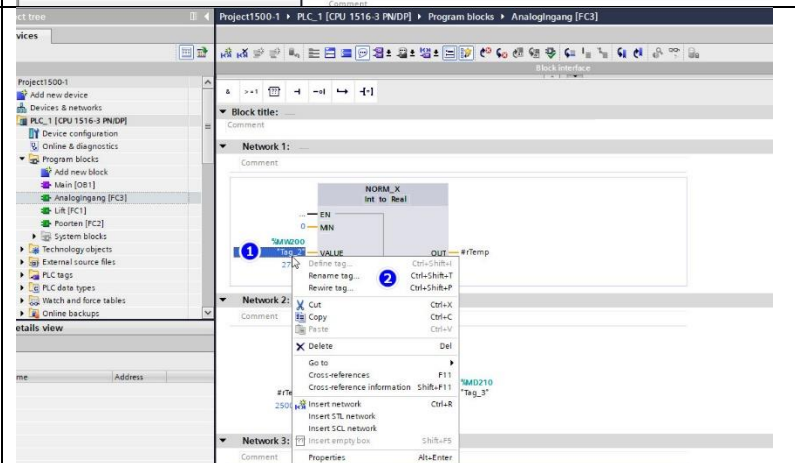 Comment
ct tree
Project1500-1 ▸ PLC_1 [CPU 1516-3 PN/DP] ▸ Program blocks ▸ AnalogIngang [FC3]
vices
Block interface
Project1500-1
Add new device
Devices & networks
PLC_1 [CPU 1516-3 PN/DP]
Device configuration
Online & diagnostics
Program blocks
Add new block
Main [OB1]
AnalogIngang [FC3]
Lift [FC1]
Poorten [FC2]
System blocks
Technology objects
External source files
PLC tags
PLC data types
Watch and force tables
Online backups
etails view
me Address
& >=1 ??
Block title:
Comment
Network 1:
Comment
NORM_X
Int to Real
... EN
0 MIN
%MW200
1 "Tag_2" VALUE OUT #rTemp
Define tag... Ctrl+Shift+I
Rename tag... 2 Ctrl+Shift+T
Rewire tag... Ctrl+Shift+P
Cut Ctrl+X
Copy Ctrl+C
Paste Ctrl+V
Delete Del
Go to
Cross-references F11
Cross-reference information Shift+F11
Insert network Ctrl+R
Insert STL network
Insert SCL network
Insert empty box Shift+F5
Properties Alt+Enter
Network 2:
Comment
%MD210
#rTe "Tag_3"
Network 3:
Comment